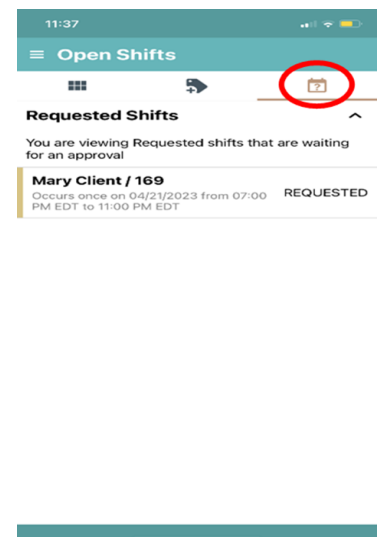 11:37
Open Shifts
?
Requested Shifts
You are viewing Requested shifts that are waiting
for an approval
Mary Client / 169
Occurs once on 04/21/2023 from 07:00
PM EDT to 11:00 PM EDT
REQUESTED